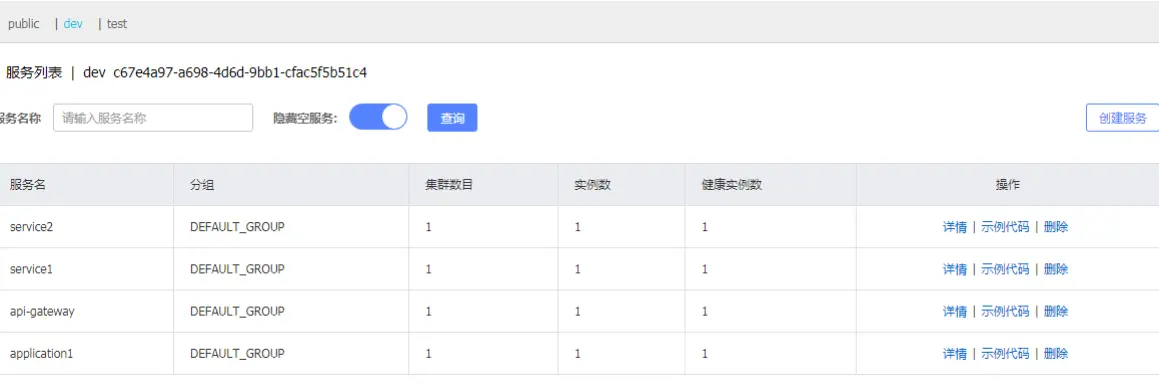 public | dev | test
服务列表 | dev c67e4a97-a698-4d6d-9bb1-cfac5f5b51c4
服务名称 请输入服务名称 隐藏空服务: 查询 创建服务
服务名 分组 集群数目 实例数 健康实例数 操作
service2 DEFAULT_GROUP 1 1 1 详情 | 示例代码 | 删除
service1 DEFAULT_GROUP 1 1 1 详情 | 示例代码 | 删除
api-gateway DEFAULT_GROUP 1 1 1 详情 | 示例代码 | 删除
application1 DEFAULT_GROUP 1 1 1 详情 | 示例代码 | 删除